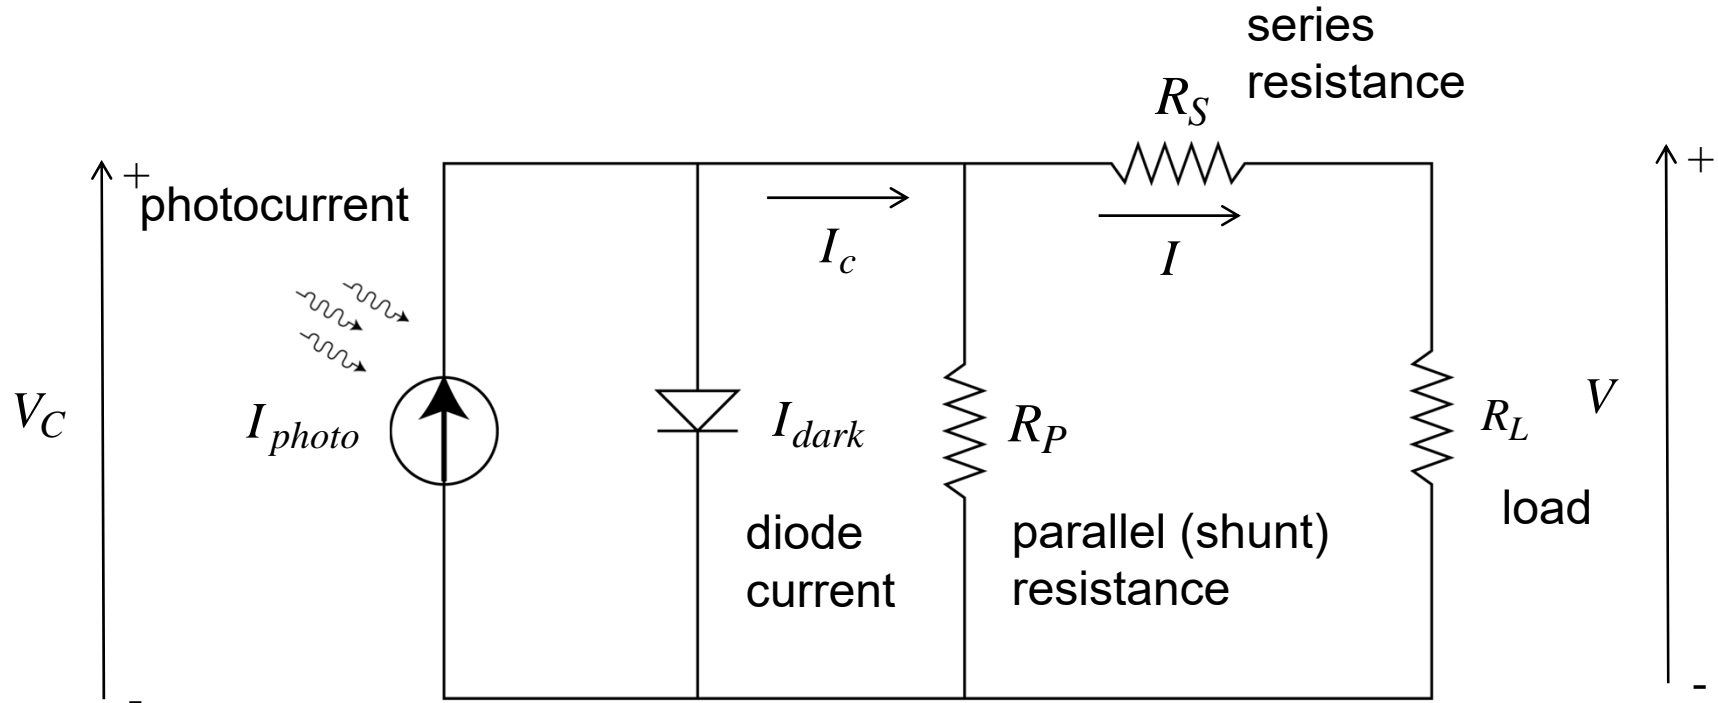 series
resistance
R_S
+
+
photocurrent
I_c
I
V_C
I_photo
I_dark
R_P
R_L
V
diode
current
parallel (shunt)
resistance
load
-
-